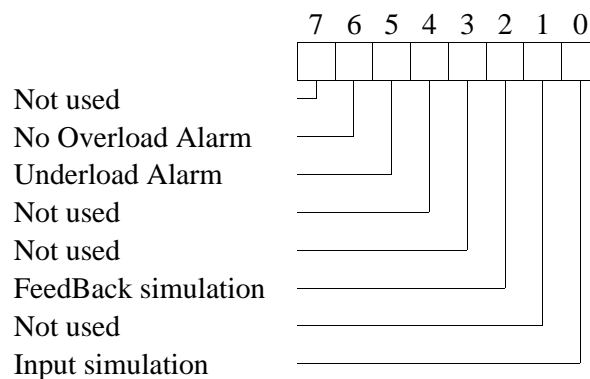 7 6 5 4 3 2 1 0
Not used
No Overload Alarm
Underload Alarm
Not used
Not used
FeedBack simulation
Not used
Input simulation